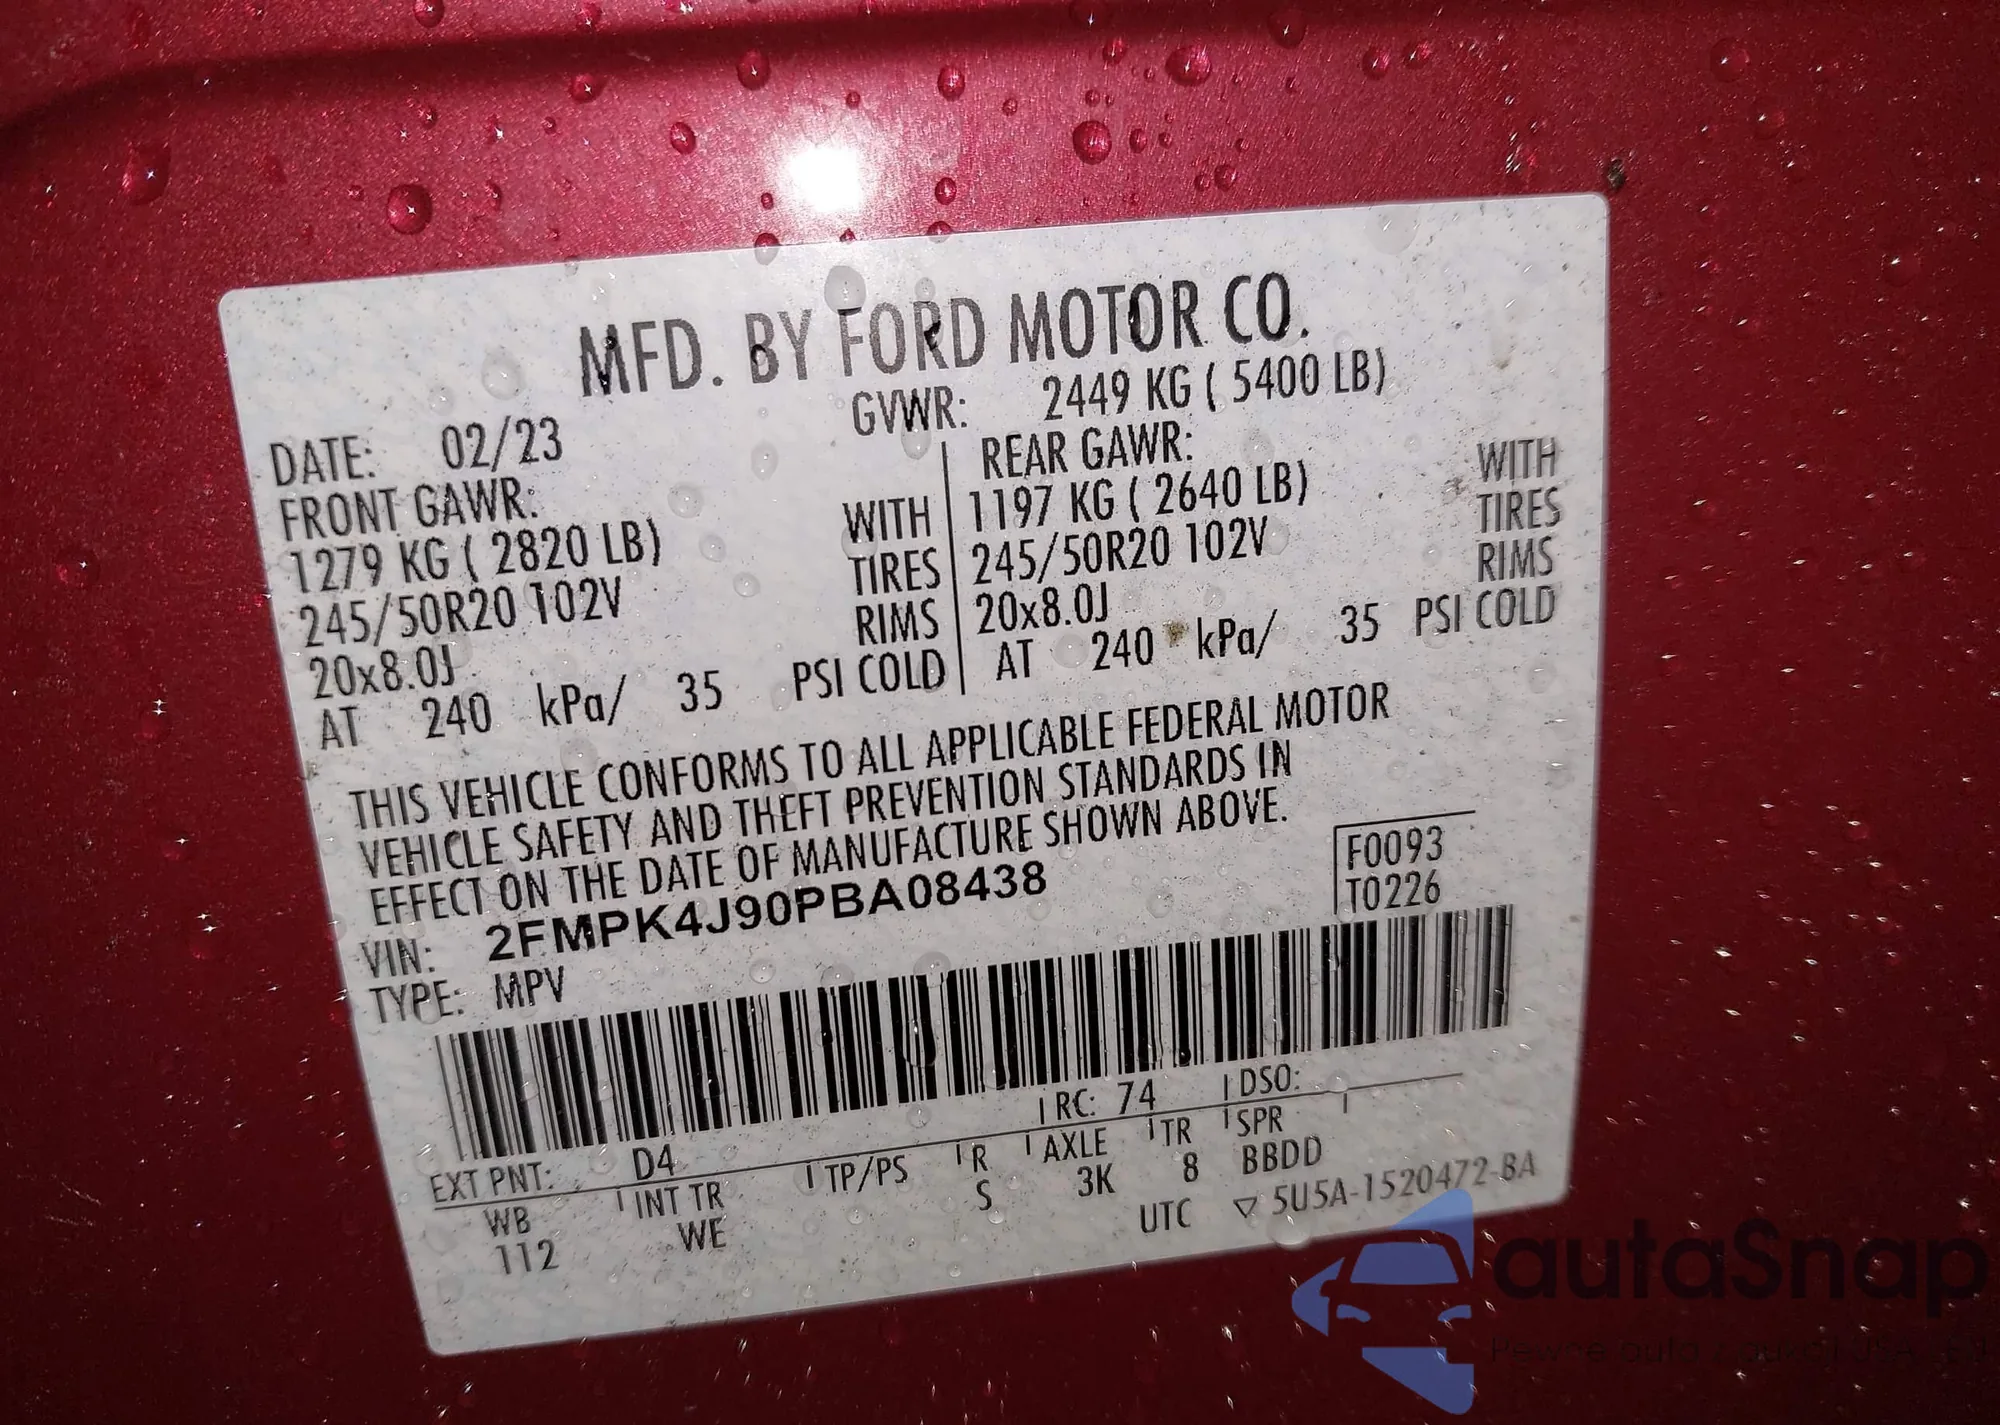 MFD. BY FORD MOTOR CO.
DATE: 02/23 GVWR: 2449 KG ( 5400 LB)
FRONT GAWR: REAR GAWR:
1279 KG ( 2820 LB) WITH 1197 KG ( 2640 LB) WITH
245/50R20 102V TIRES 245/50R20 102V TIRES
20x8.0J RIMS 20x8.0J RIMS
AT 240 kPa/ 35 PSI COLD AT 240 kPa/ 35 PSI COLD
THIS VEHICLE CONFORMS TO ALL APPLICABLE FEDERAL MOTOR
VEHICLE SAFETY AND THEFT PREVENTION STANDARDS IN
EFFECT ON THE DATE OF MANUFACTURE SHOWN ABOVE.
VIN: 2FMPK4J90PBA08438 F0093
TYPE: MPV T0226
EXT PNT: D4 RC: 74 DSO:
WB INT TR TP/PS R AXLE TR SPR
112 WE S 3K 8 BBDD
UTC ▽ 5U5A-1520472-BA
autaSnap